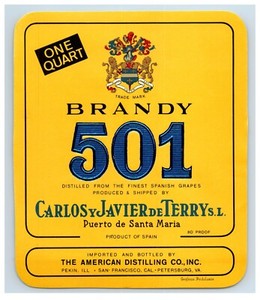 ONE
QUART
TRADE MARK
BRANDY
501
DISTILLED FROM THE FINEST SPANISH GRAPES
PRODUCED & SHIPPED BY
CARLOS Y JAVIER DE TERRY S.L.
Puerto de Santa Maria
PRODUCT OF SPAIN
80 PROOF
IMPORTED AND BOTTLED BY
THE AMERICAN DISTILLING CO., INC.
PEKIN, ILL. - SAN FRANCISCO, CAL - PETERSBURG, VA